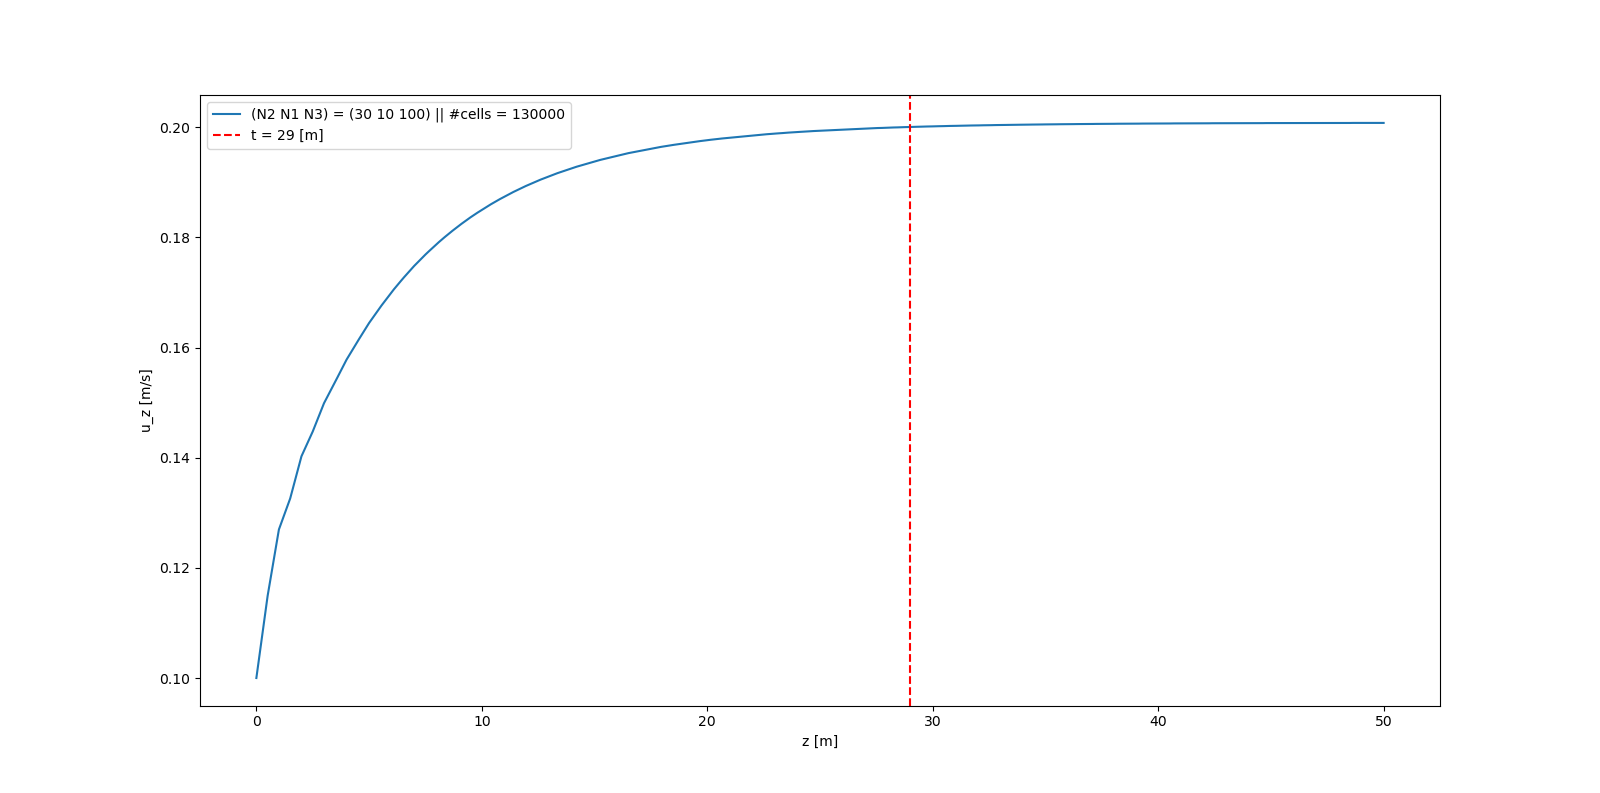 (N2 N1 N3) = (30 10 100) || #cells = 130000
t = 29 [m]
0.20
0.18
0.16
0.14
0.12
0.10
u_z [m/s]
0 10 20 30 40 50
z [m]